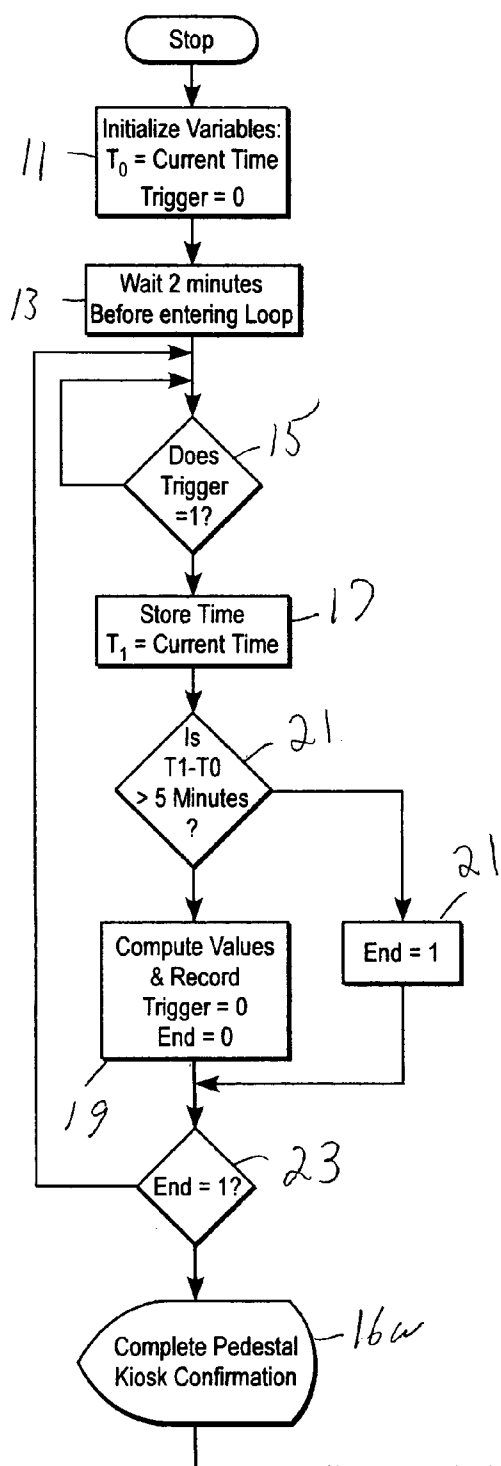 Stop
Initialize Variables:
T0 = Current Time
Trigger = 0
11
Wait 2 minutes
Before entering Loop
13
Does
Trigger
=1?
15
Store Time
T1 = Current Time
17
Is
T1-T0
> 5 Minutes
?
21
Compute Values
& Record
Trigger = 0
End = 0
19
End = 1
21
End = 1?
23
Complete Pedestal
Kiosk Confirmation
16w